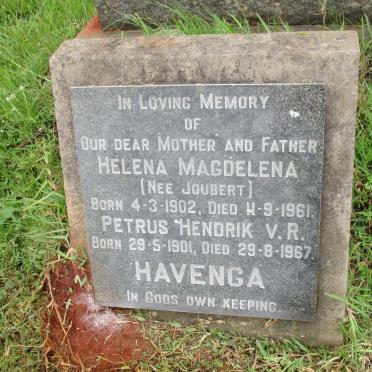 IN LOVING MEMORY
OF
OUR DEAR MOTHER AND FATHER
HELENA MAGDELENA
(NEE JOUBERT)
BORN 4-3-1902, DIED 4-9-1961.
PETRUS HENDRIK V.R.
BORN 29-5-1901, DIED 29-8-1967.
HAVENGA
IN GODS OWN KEEPING.